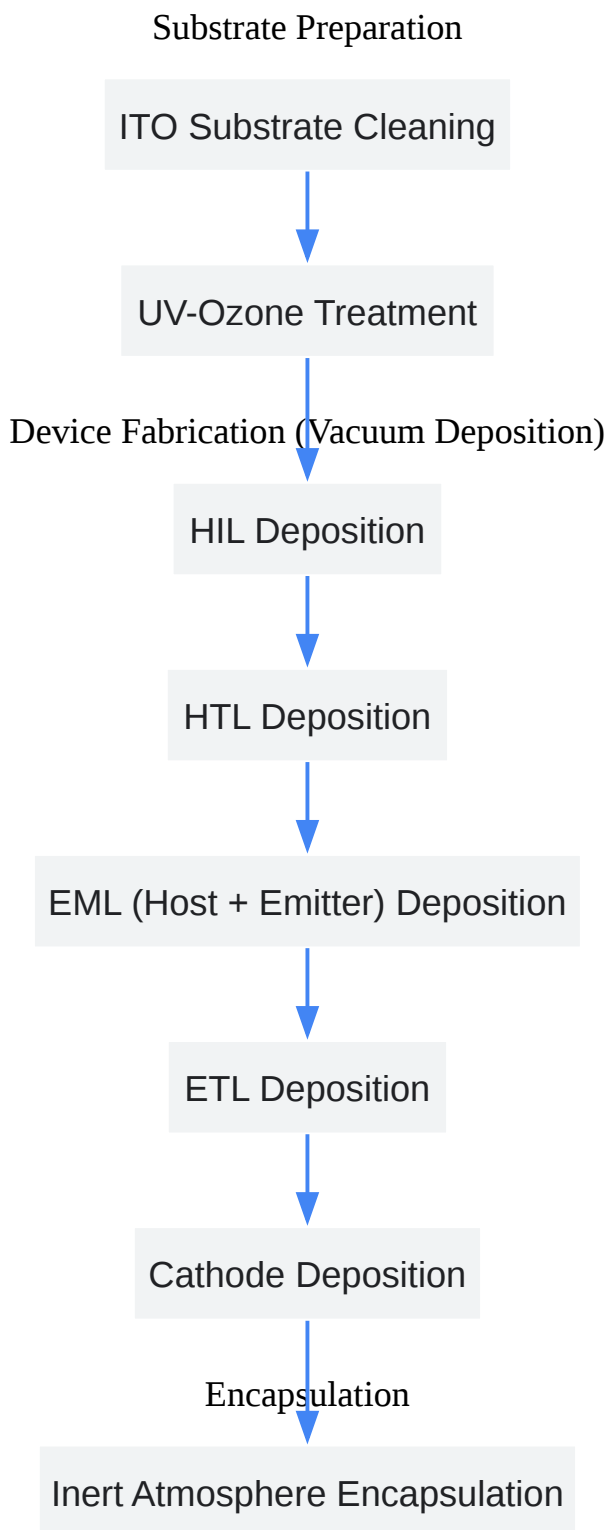 Substrate Preparation
ITO Substrate Cleaning
UV-Ozone Treatment
Device Fabrication (Vacuum Deposition)
HIL Deposition
HTL Deposition
EML (Host + Emitter) Deposition
ETL Deposition
Cathode Deposition
Encapsulation
Inert Atmosphere Encapsulation